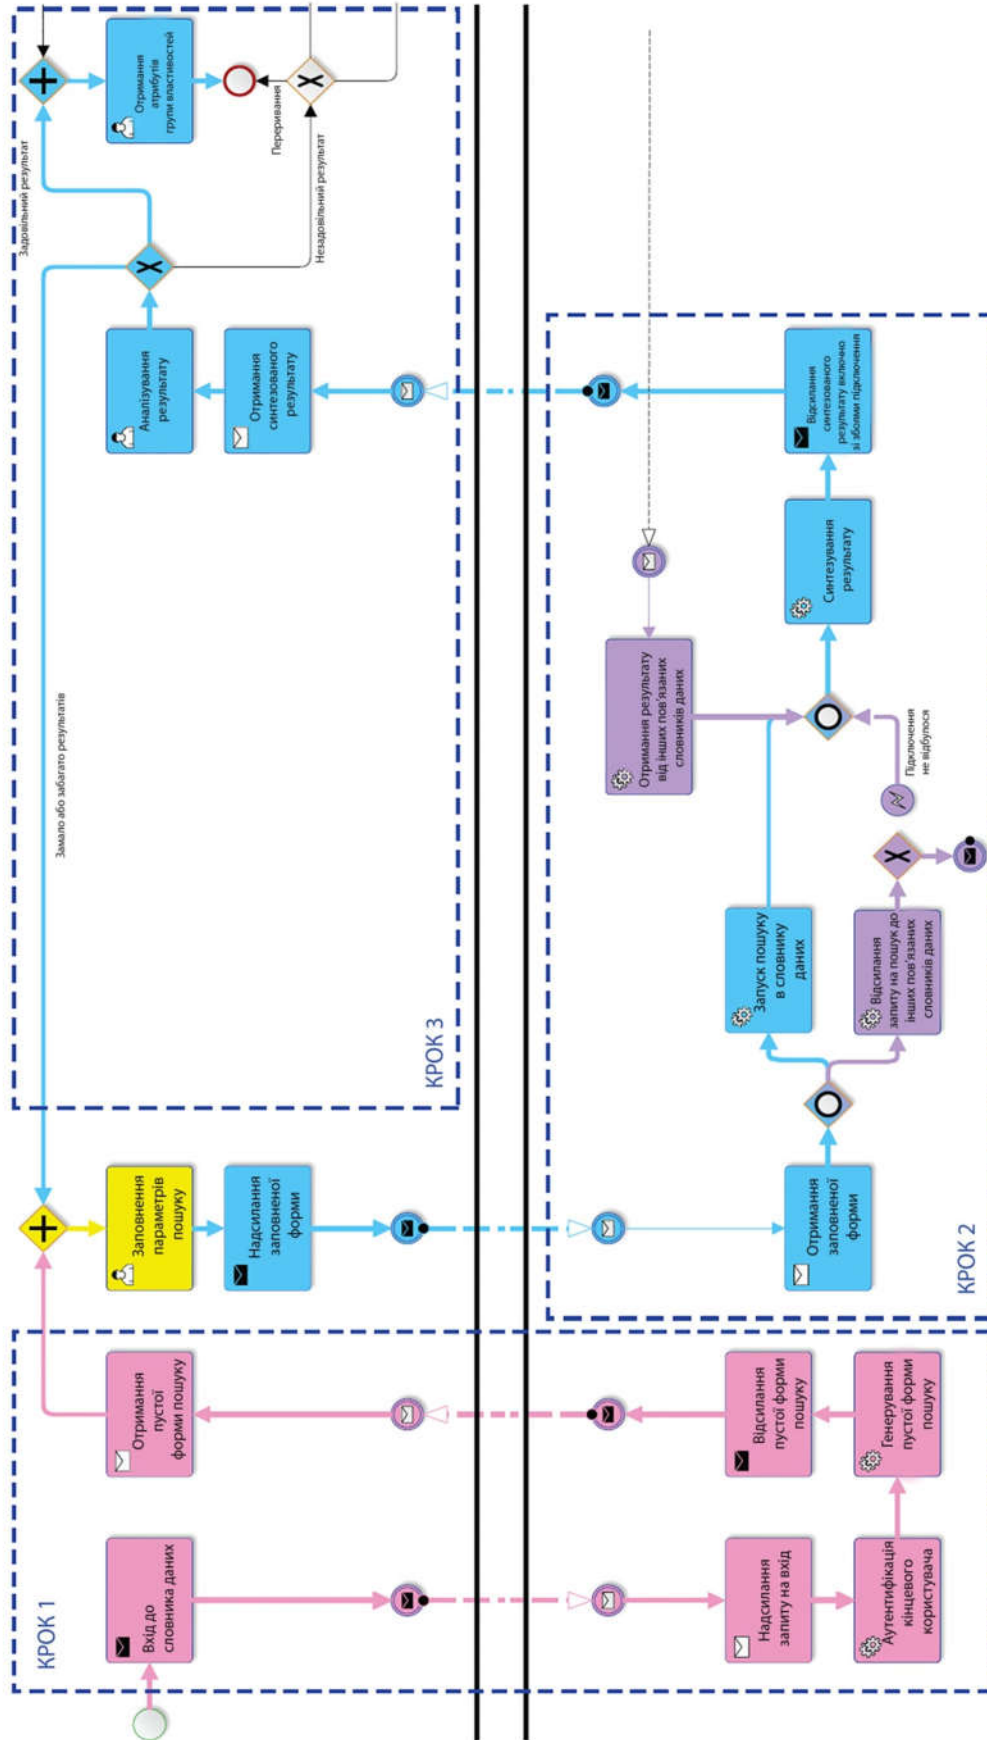 КРОК 1
Вхід до
словника даних
Отримання
пустої
форми пошуку
Надсилання
запиту на вхід
Аутентифікація
кінцевого
користувача
Відсилання
пустої форми
пошуку
Генерування
пустої форми
пошуку
Заповнення
параметрів
пошуку
Надсилання
заповненої
форми
КРОК 2
Отримання
заповненої
форми
Запуск пошуку
в словнику
даних
Відсилання
запиту на пошук до
інших пов’язаних
словників даних
Підключення
не відбулося
Отримання результату
від інших пов’язаних
словників даних
Синтезування
результату
Відсилання
синтезованого
результату включно
зі збоями підключення
КРОК 3
Замало або забагато результатів
Отримання
синтезованого
результату
Аналізування
результату
Задовільний результат
Незадовільний результат
Переривання
Отримання
атрибутів
групи властивостей